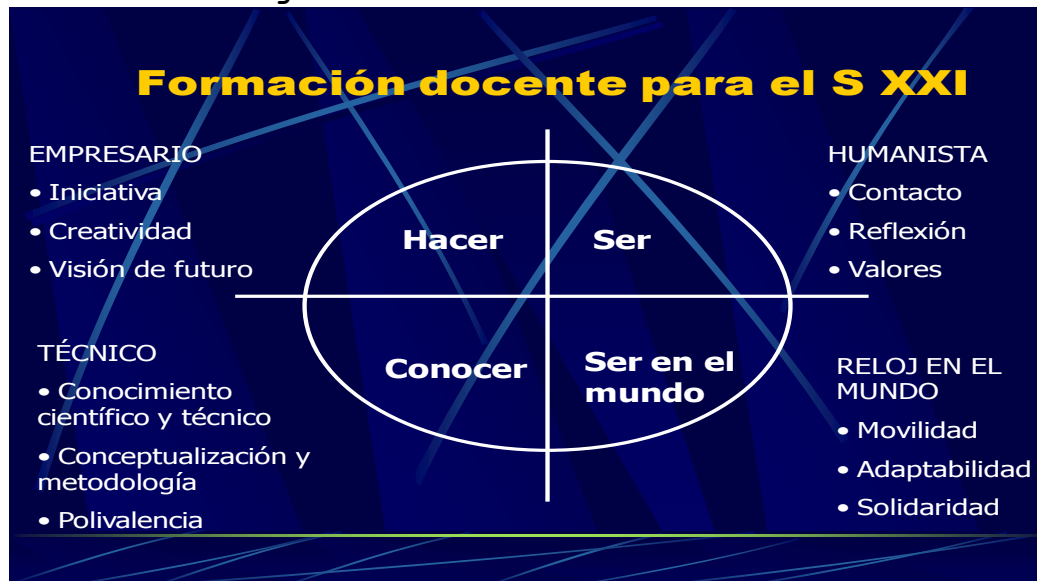 Formación docente para el S XXI
EMPRESARIO
• Iniciativa
• Creatividad
• Visión de futuro
HUMANISTA
• Contacto
• Reflexión
• Valores
Hacer
Ser
Conocer
Ser en el
mundo
TÉCNICO
• Conocimiento
científico y técnico
• Conceptualización y
metodología
• Polivalencia
RELOJ EN EL
MUNDO
• Movilidad
• Adaptabilidad
• Solidaridad